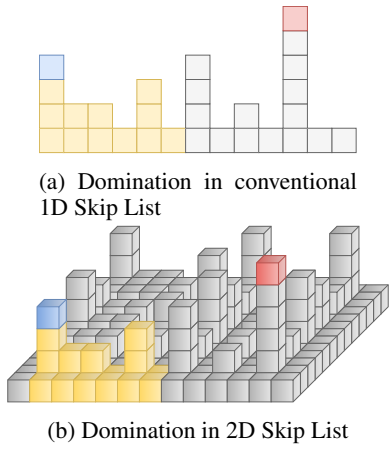 (a) Domination in conventional
1D Skip List
(b) Domination in 2D Skip List